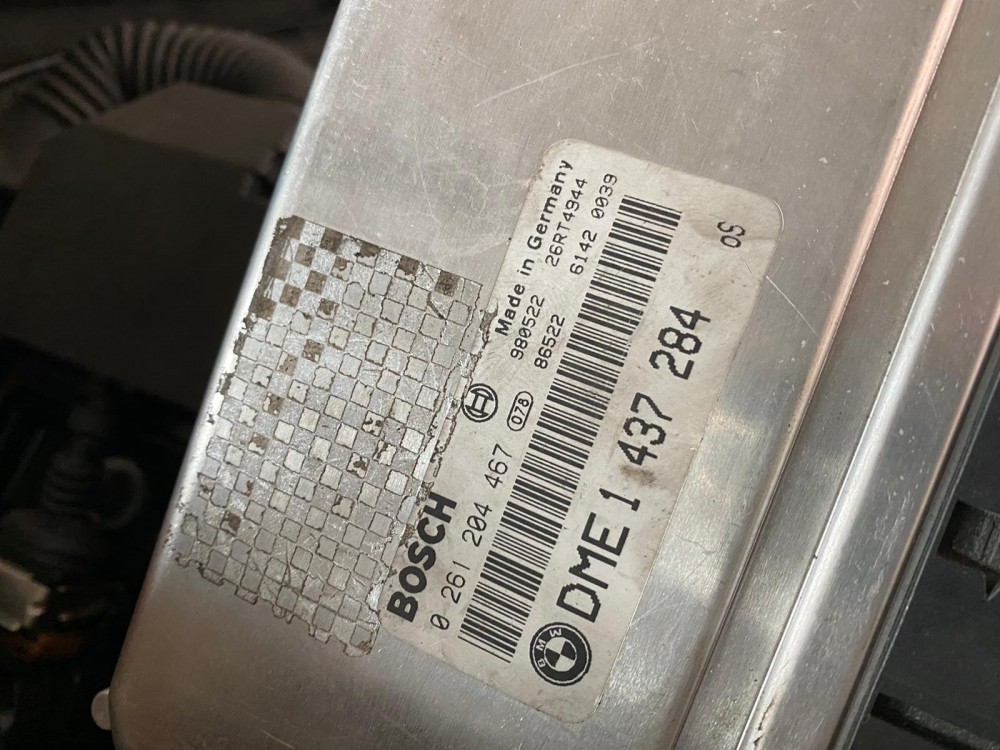 BOSCH Made in Germany
0 261 204 467 078 980522 26RT4944
86522 6142 0039
DME 1 437 284 oS
BMW